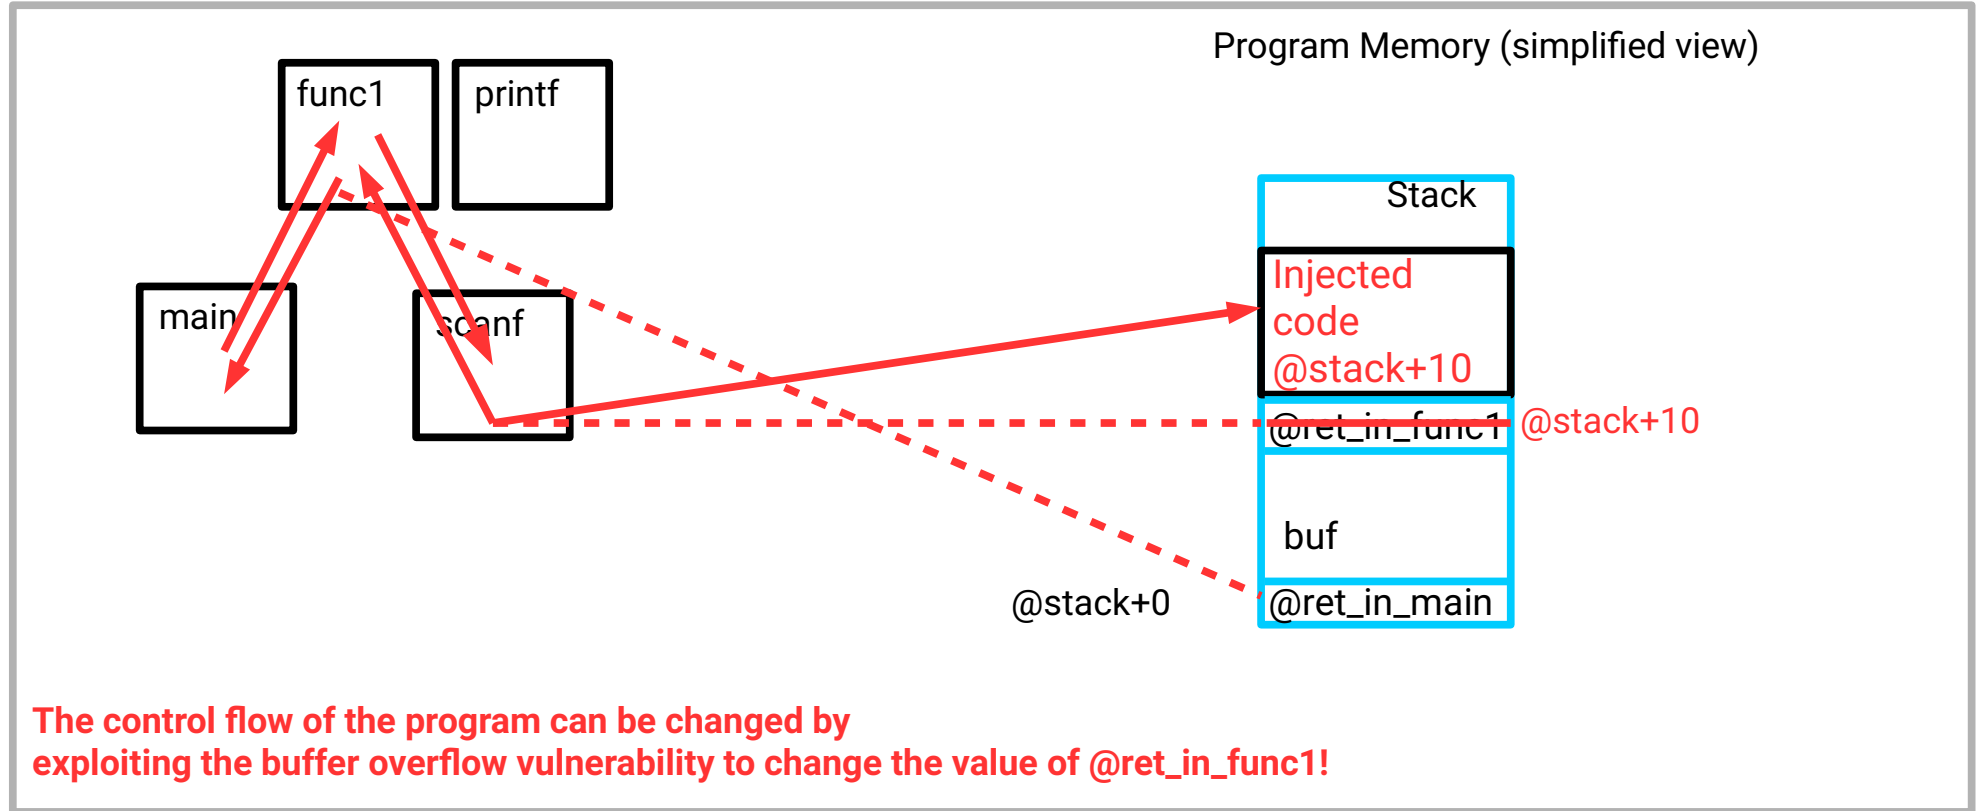 Program Memory (simplified view)
func1
printf
Stack
Injected
code
@stack+10
main
scanf
@ret_in_func1
@stack+10
buf
@stack+0
@ret_in_main
The control flow of the program can be changed by
exploiting the buffer overflow vulnerability to change the value of @ret_in_func1!